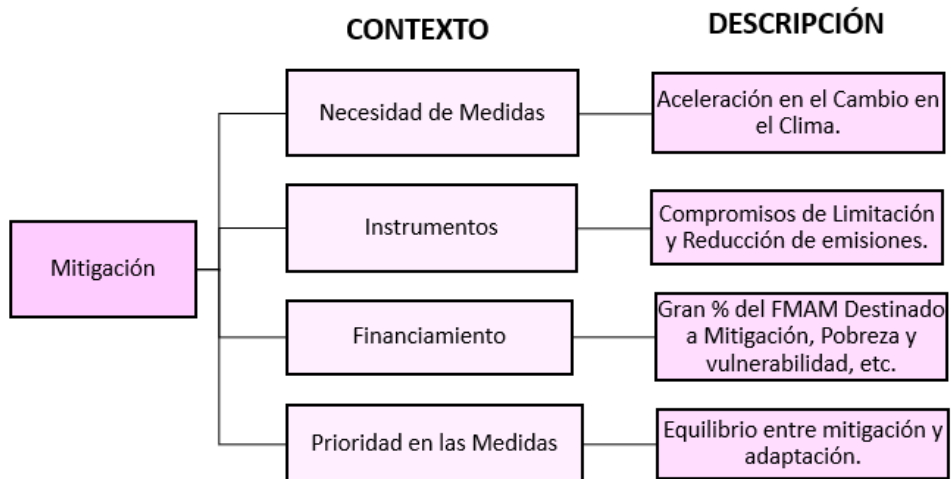 CONTEXTO
DESCRIPCIÓN
Mitigación
Necesidad de Medidas
Aceleración en el Cambio en
el Clima.
Instrumentos
Compromisos de Limitación
y Reducción de emisiones.
Financiamiento
Gran % del FMAM Destinado
a Mitigación, Pobreza y
vulnerabilidad, etc.
Prioridad en las Medidas
Equilibrio entre mitigación y
adaptación.